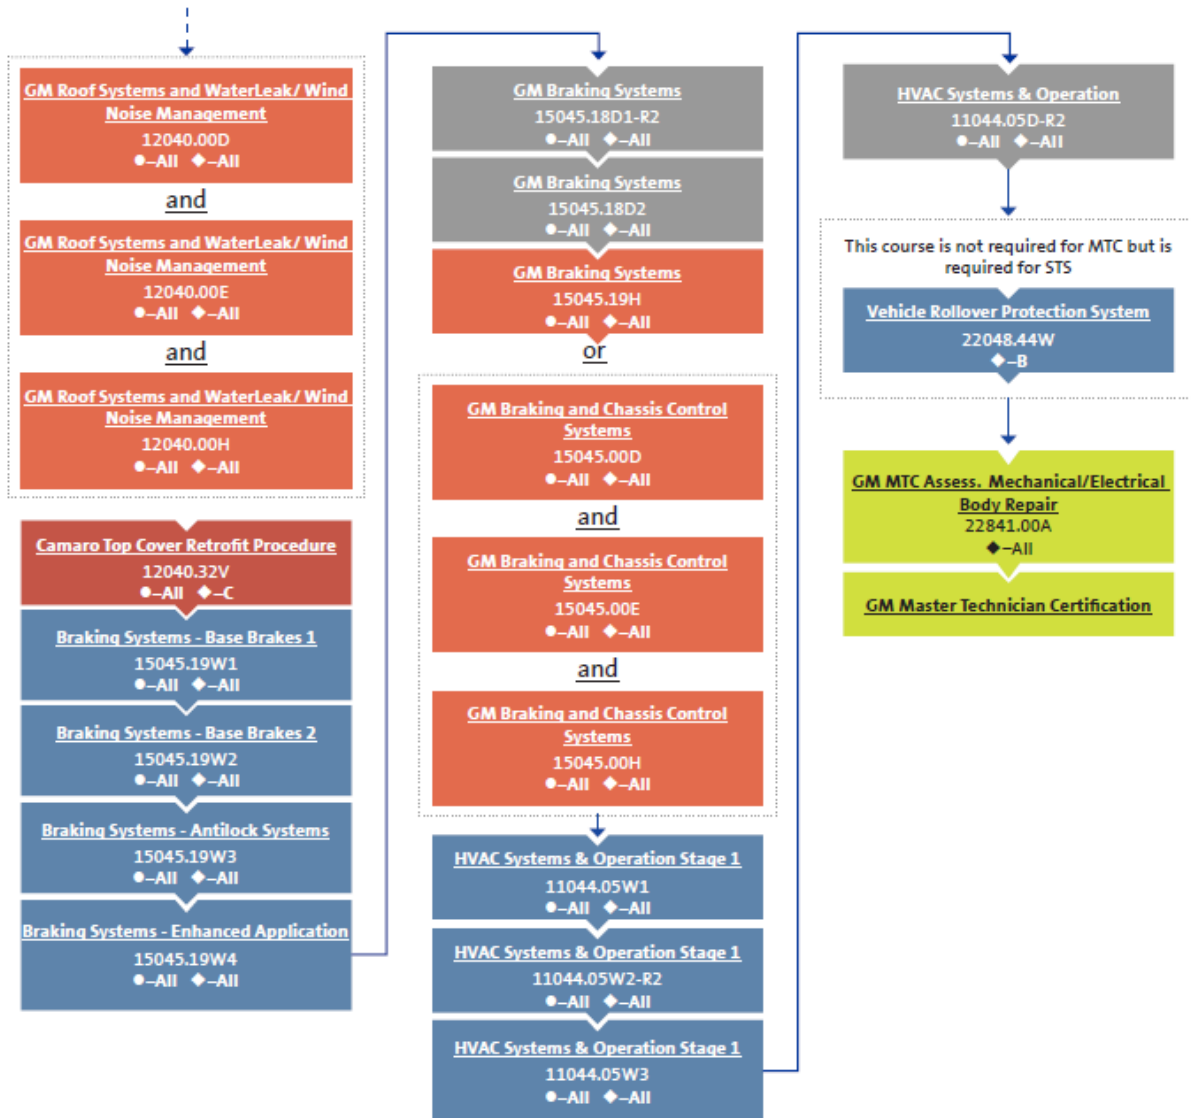 GM Roof Systems and WaterLeak/ Wind
Noise Management
12040.00D
●–All ◆–All
and
GM Roof Systems and WaterLeak/ Wind
Noise Management
12040.00E
●–All ◆–All
and
GM Roof Systems and WaterLeak/ Wind
Noise Management
12040.00H
●–All ◆–All
Camaro Top Cover Retrofit Procedure
12040.32V
●–All ◆–C
Braking Systems - Base Brakes 1
15045.19W1
●–All ◆–All
Braking Systems - Base Brakes 2
15045.19W2
●–All ◆–All
Braking Systems - Antilock Systems
15045.19W3
●–All ◆–All
Braking Systems - Enhanced Application
15045.19W4
●–All ◆–All
GM Braking Systems
15045.18D1-R2
●–All ◆–All
GM Braking Systems
15045.18D2
●–All ◆–All
GM Braking Systems
15045.19H
●–All ◆–All
or
GM Braking and Chassis Control
Systems
15045.00D
●–All ◆–All
and
GM Braking and Chassis Control
Systems
15045.00E
●–All ◆–All
and
GM Braking and Chassis Control
Systems
15045.00H
●–All ◆–All
HVAC Systems & Operation Stage 1
11044.05W1
●–All ◆–All
HVAC Systems & Operation Stage 1
11044.05W2-R2
●–All ◆–All
HVAC Systems & Operation Stage 1
11044.05W3
●–All ◆–All
HVAC Systems & Operation
11044.05D-R2
●–All ◆–All
This course is not required for MTC but is
required for STS
Vehicle Rollover Protection System
22048.44W
◆–B
GM MTC Assess. Mechanical/Electrical
Body Repair
22841.00A
◆–All
GM Master Technician Certification